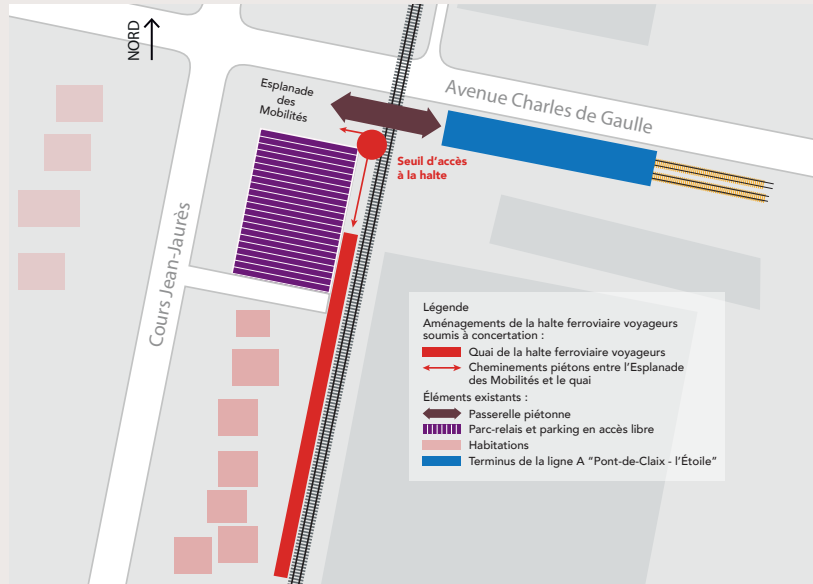 NORD
Esplanade
des
Mobilités
Avenue Charles de Gaulle
Seuil d'accès
à la halte
Cours Jean-Jaurès
Légende
Aménagements de la halte ferroviaire voyageurs
soumis à concertation :
Quai de la halte ferroviaire voyageurs
Cheminements piétons entre l'Esplanade
des Mobilités et le quai
Éléments existants :
Passerelle piétonne
Parc-relais et parking en accès libre
Habitations
Terminus de la ligne A "Pont-de-Claix - l'Étoile"